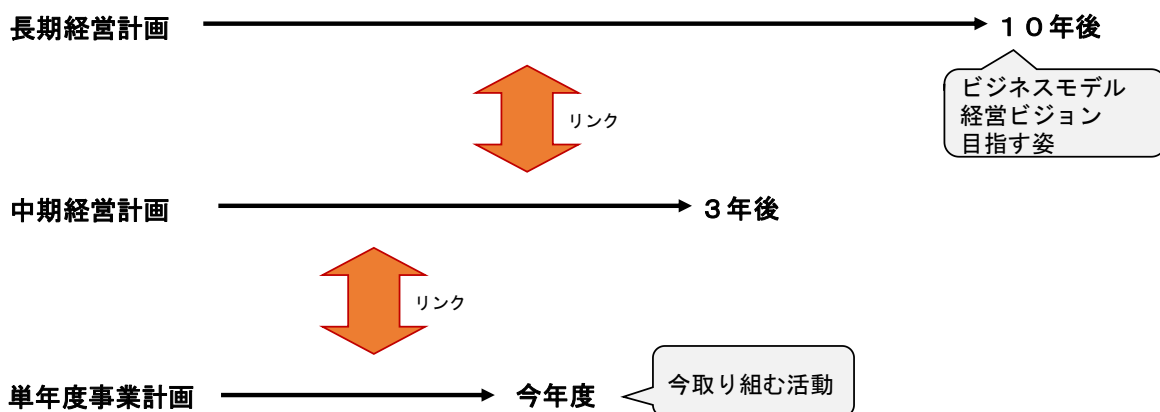 長期経営計画
１０年後
ビジネスモデル
経営ビジョン
目指す姿
リンク
中期経営計画
３年後
リンク
単年度事業計画
今年度
今取り組む活動